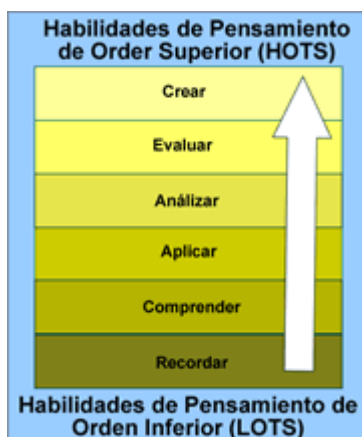 Habilidades de Pensamiento
de Order Superior (HOTS)
Crear
Evaluar
Análizar
Aplicar
Comprender
Recordar
Habilidades de Pensamiento de
Orden Inferior (LOTS)